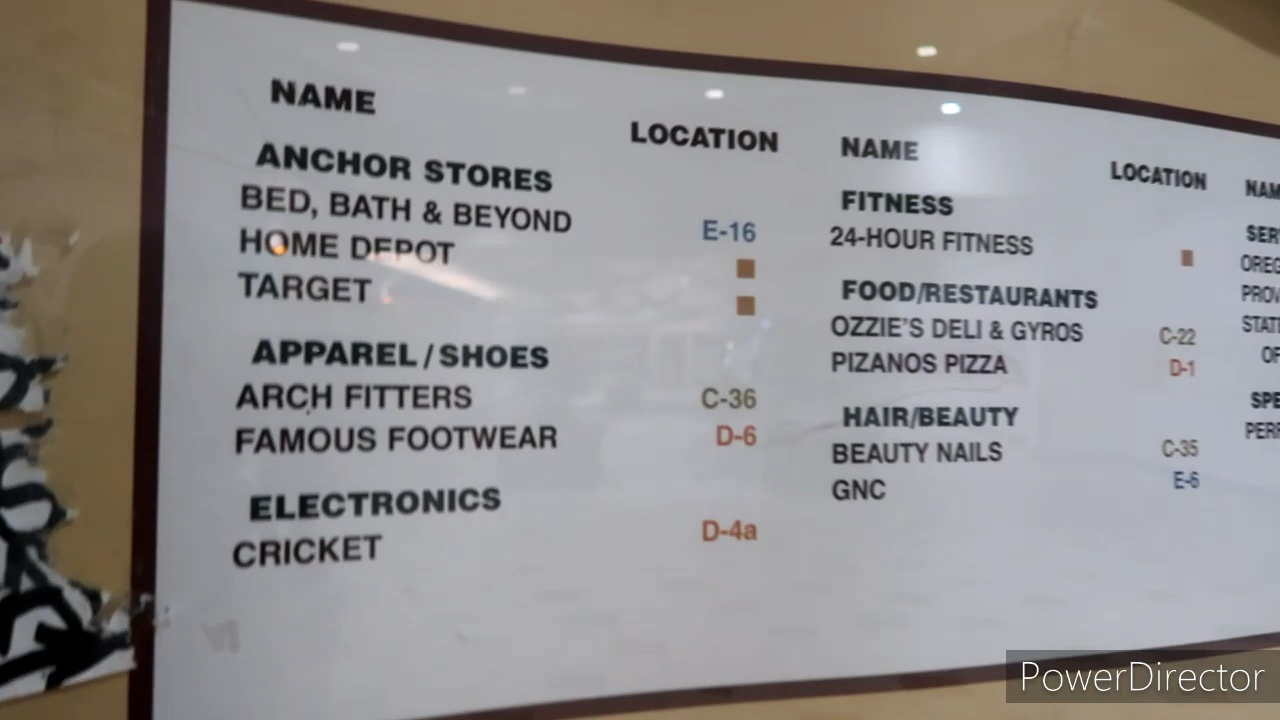 NAME LOCATION
ANCHOR STORES
BED, BATH & BEYOND E-16
HOME DEPOT
TARGET
APPAREL/SHOES
ARCH FITTERS C-36
FAMOUS FOOTWEAR D-6
ELECTRONICS
CRICKET D-4a
NAME LOCATION
FITNESS
24-HOUR FITNESS
FOOD/RESTAURANTS
OZZIE'S DELI & GYROS C-22
PIZANOS PIZZA D-1
HAIR/BEAUTY
BEAUTY NAILS C-35
GNC E-6
NAM
SER
OREG
PROV
STATE
OF
SPE
PERF
PowerDirector